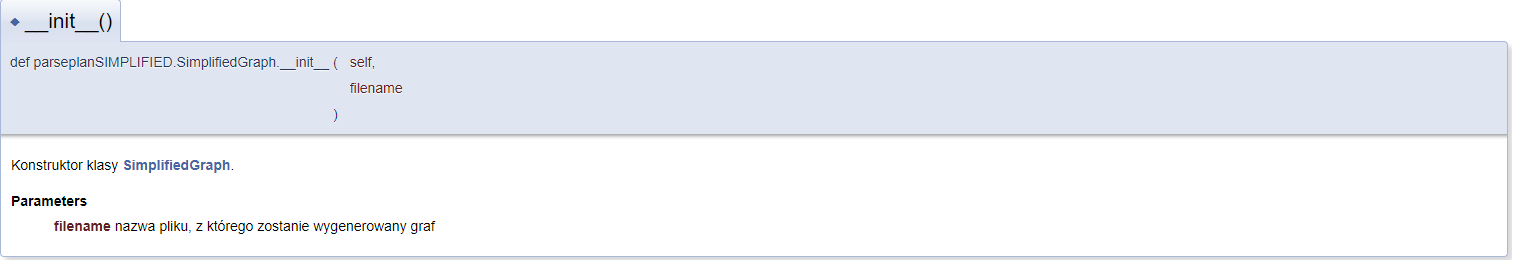 ◆ __init__()
def parseplanSIMPLIFIED.SimplifiedGraph.__init__ ( self,
filename
)
Konstruktor klasy SimplifiedGraph.
Parameters
filename nazwa pliku, z którego zostanie wygenerowany graf